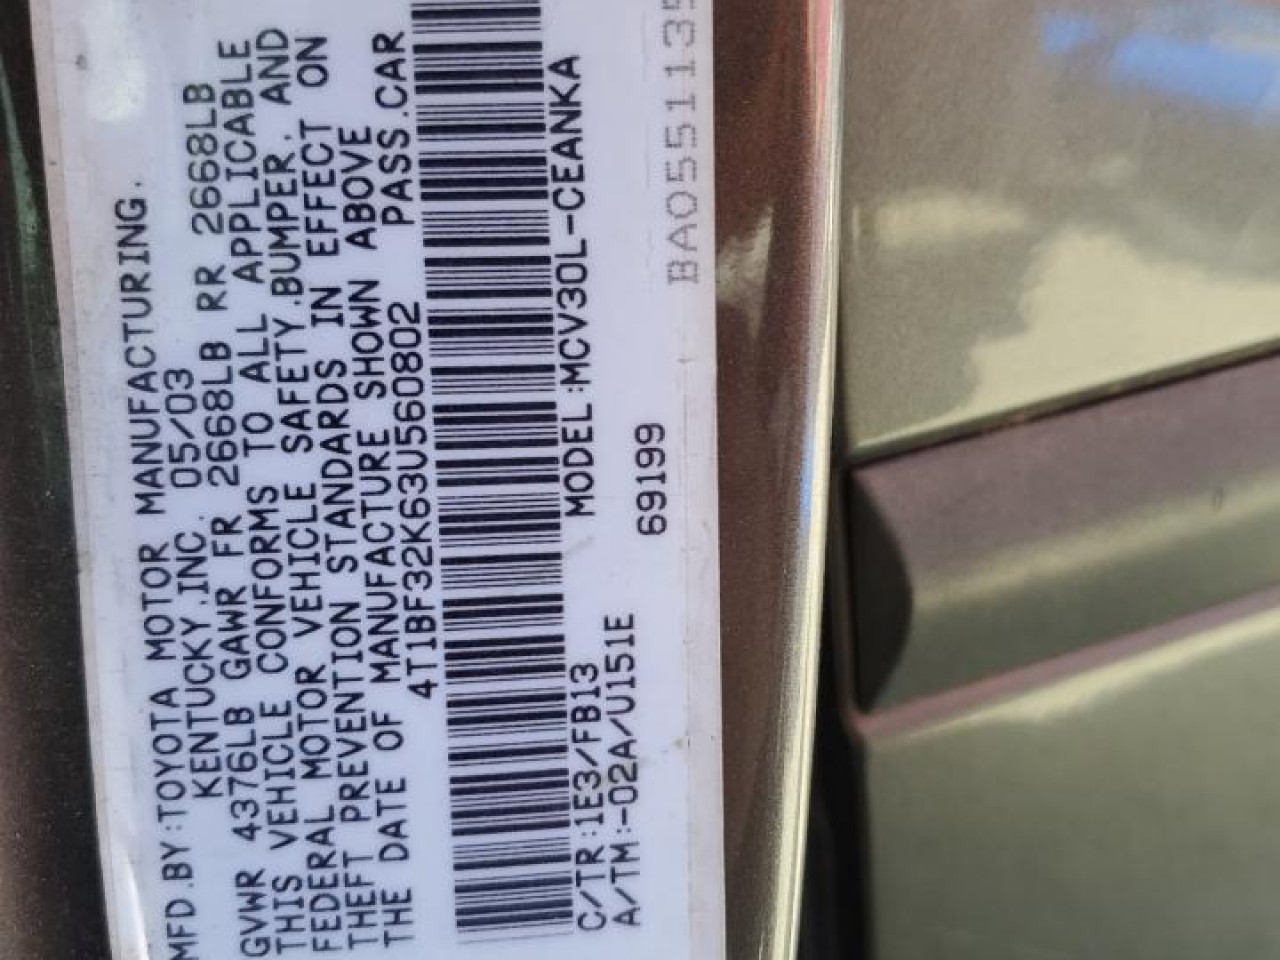 MFD.BY:TOYOTA MOTOR MANUFACTURING.
KENTUCKY,INC. 05/03
GVWR 4376LB GAWR FR 2668LB RR 2668LB
THIS VEHICLE CONFORMS TO ALL APPLICABLE
FEDERAL MOTOR VEHICLE SAFETY,BUMPER, AND
THEFT PREVENTION STANDARDS IN EFFECT ON
THE DATE OF MANUFACTURE SHOWN ABOVE
4T1BF32K63U560802 PASS.CAR
C/TR:1E3/FB13 MODEL:MCV30L-CEANKA
A/TM:-02A/U151E
69199